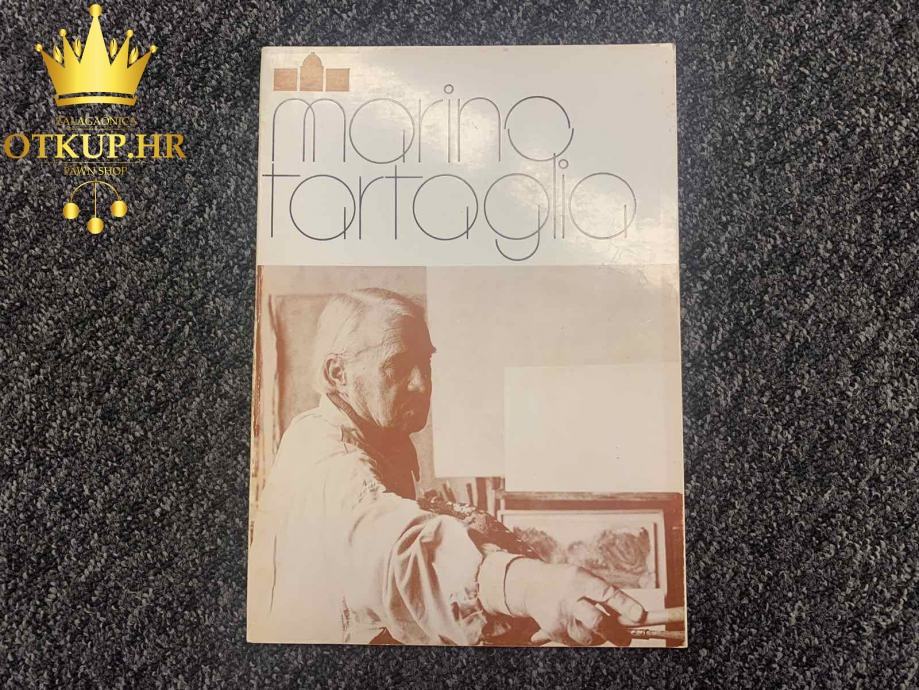 ZALAGAONICA
OTKUP.HR
PAWN SHOP
marino
tartaglia